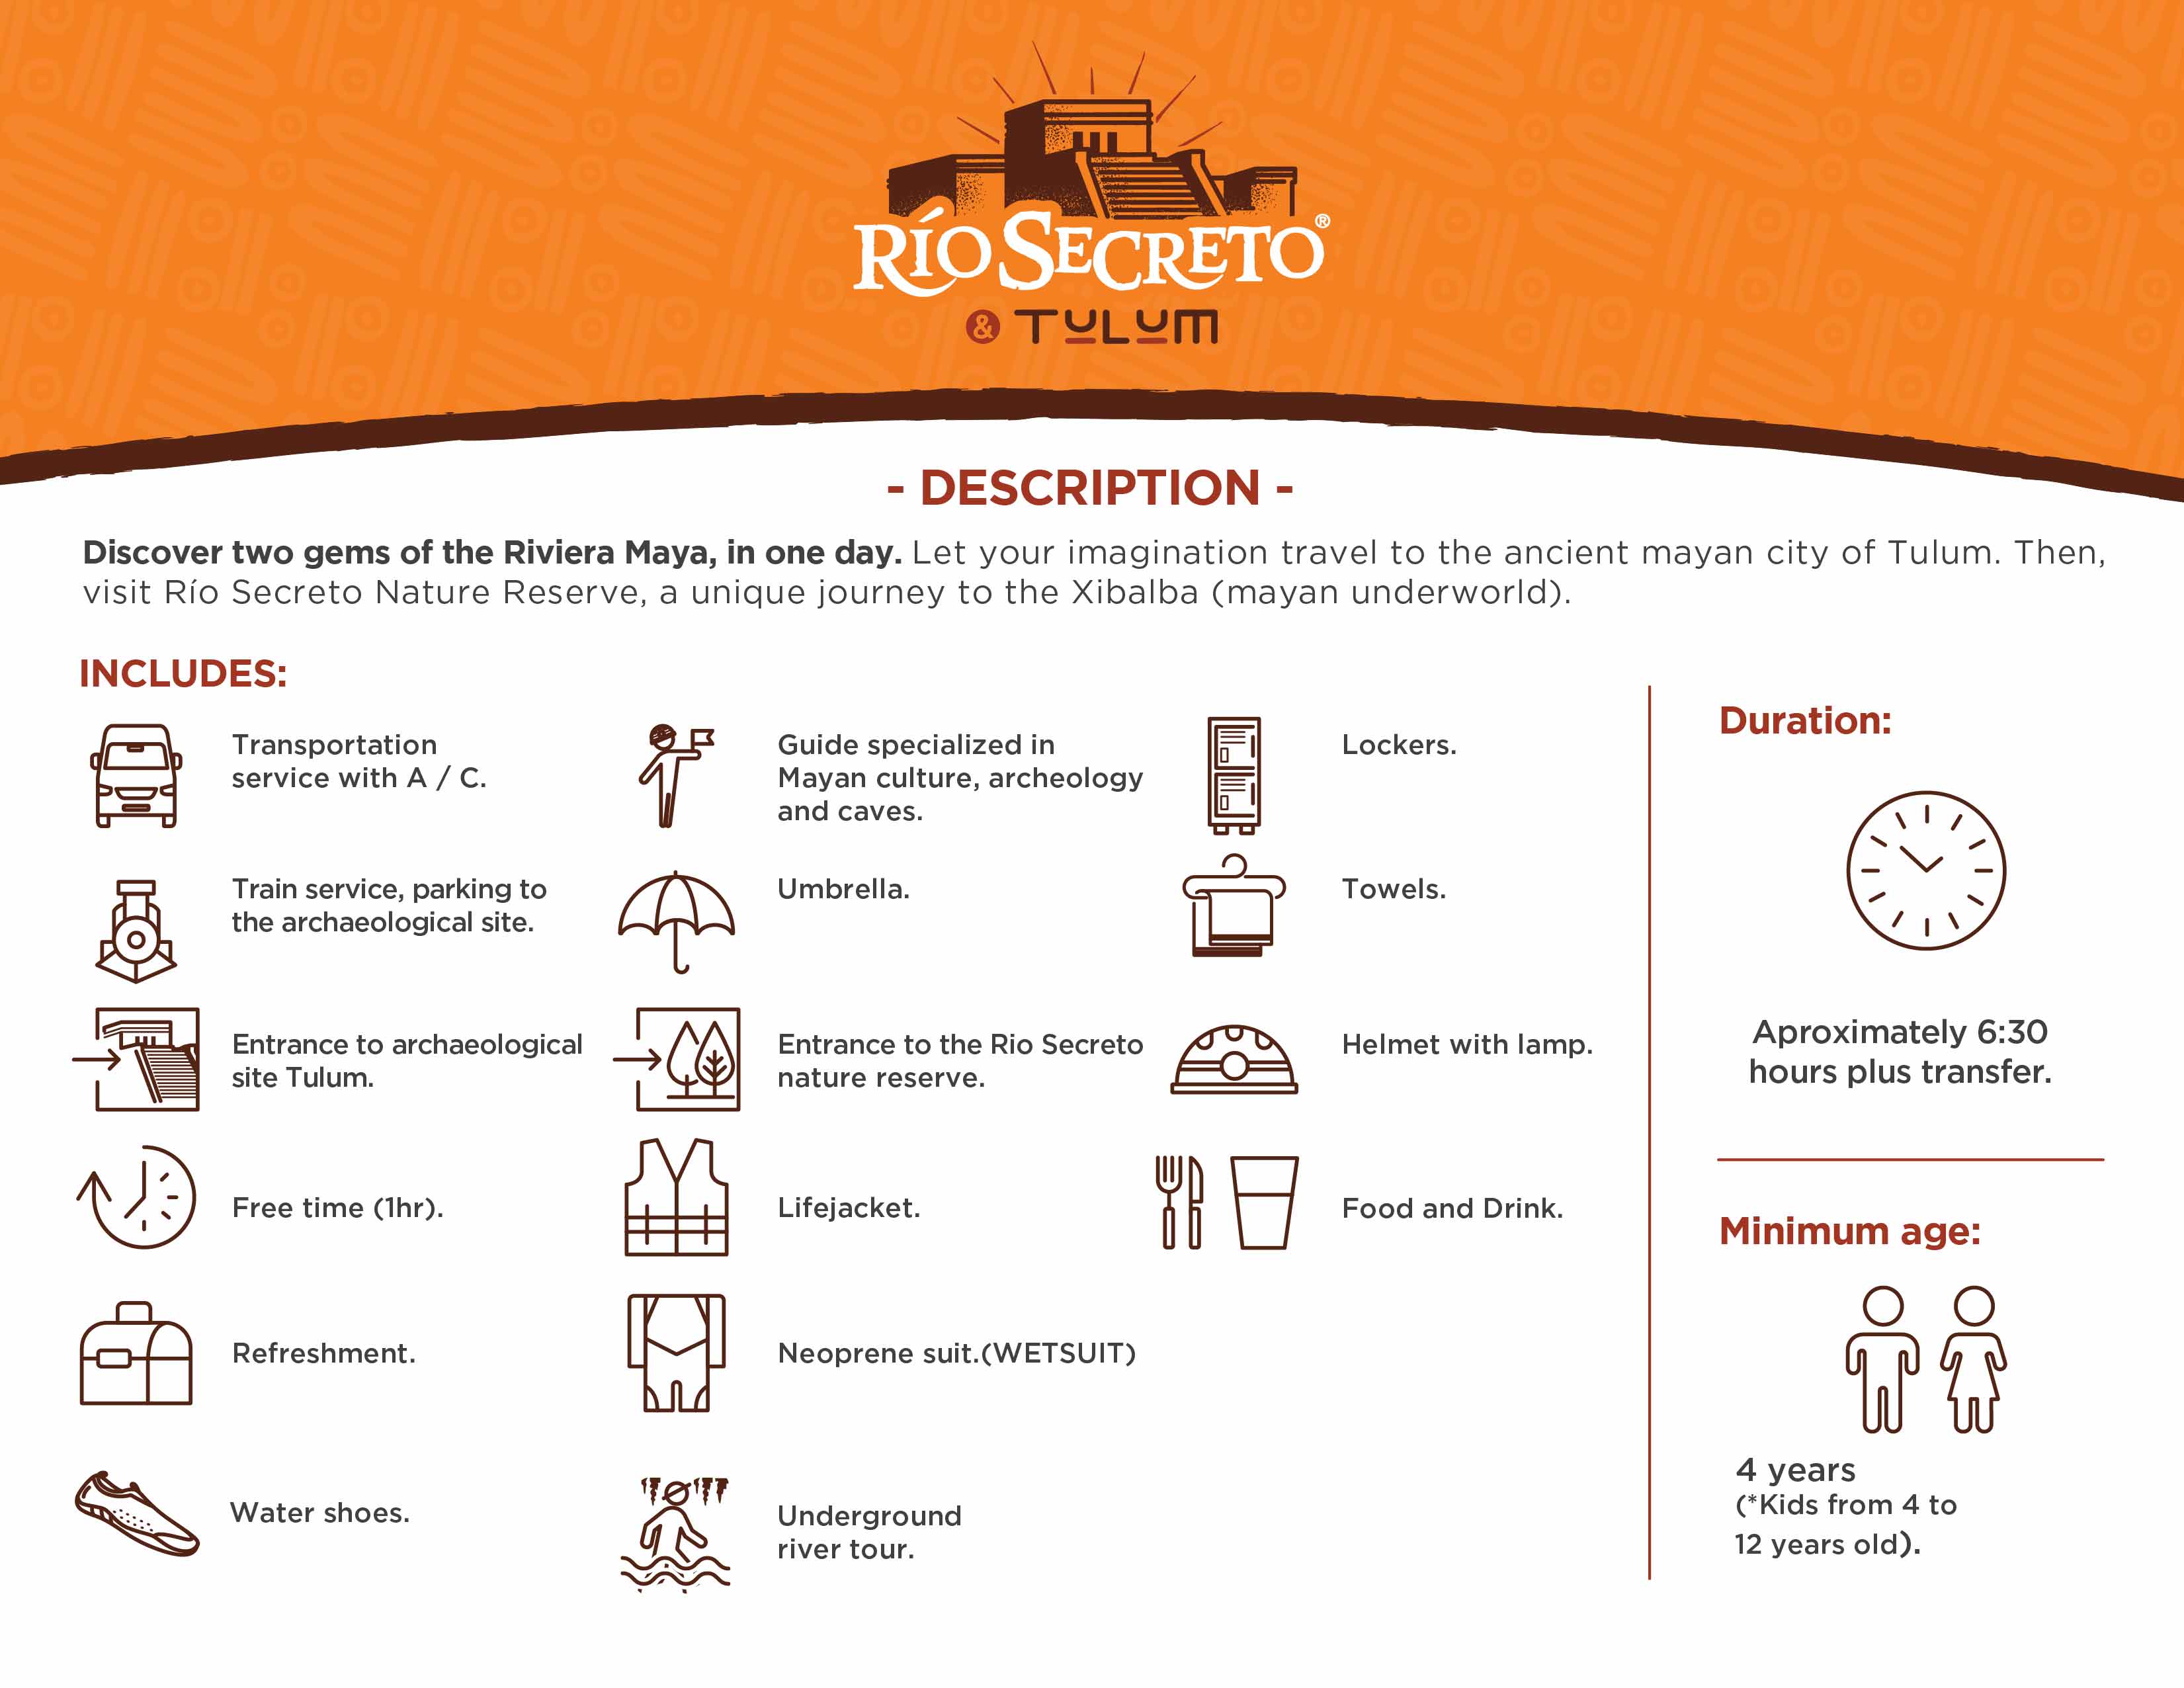 RÍO SECRETO®
& TULUM
- DESCRIPTION -
Discover two gems of the Riviera Maya, in one day. Let your imagination travel to the ancient mayan city of Tulum. Then,
visit Río Secreto Nature Reserve, a unique journey to the Xibalba (mayan underworld).
INCLUDES:
Transportation
service with A / C.
Train service, parking to
the archaeological site.
Entrance to archaeological
site Tulum.
Free time (1hr).
Refreshment.
Water shoes.
Guide specialized in
Mayan culture, archeology
and caves.
Umbrella.
Entrance to the Rio Secreto
nature reserve.
Lifejacket.
Neoprene suit.(WETSUIT)
Underground
river tour.
Lockers.
Towels.
Helmet with lamp.
Food and Drink.
Duration:
Aproximately 6:30
hours plus transfer.
Minimum age:
4 years
(*Kids from 4 to
12 years old).